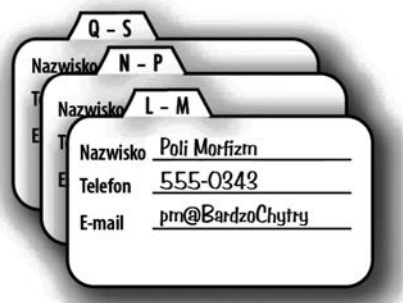 Q – S
Nazwisko
N – P
Nazwisko
L – M
Nazwisko Poli Morfizm
Telefon 555-0343
E-mail pm@BardzoChytry